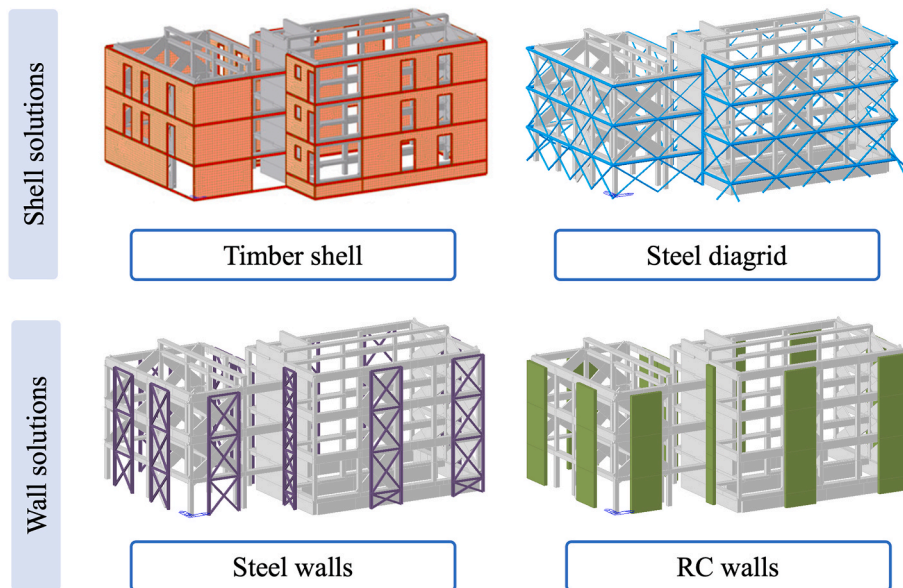 Shell solutions
Timber shell
Steel diagrid
Wall solutions
Steel walls
RC walls